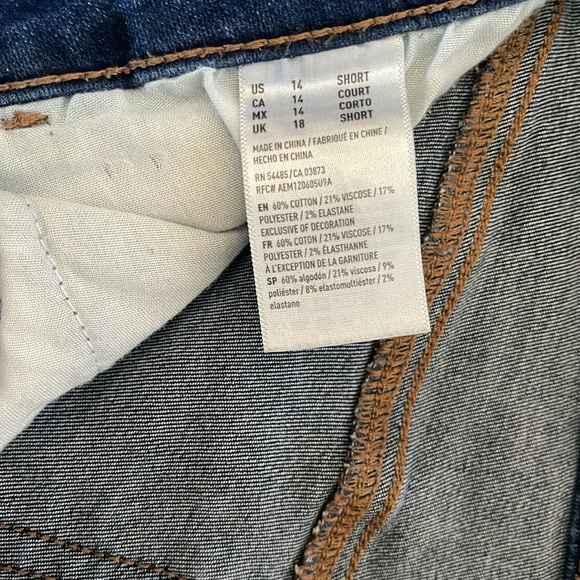 US 14 SHORT
CA 14 COURT
MX 14 CORTO
UK 18 SHORT
MADE IN CHINA / FABRIQUÉ EN CHINE /
HECHO EN CHINA
RN 54485/CA 03873
RFC# AEM120605U9A
EN 60% COTTON / 21% VISCOSE / 17%
POLYESTER / 2% ELASTANE
EXCLUSIVE OF DECORATION
FR 60% COTON / 21% VISCOSE / 17%
POLYESTER / 2% ÉLASTHANNE
À L'EXCEPTION DE LA GARNITURE
SP 60% algodón / 21% viscosa / 9%
poliéster / 8% elastomultiéster / 2%
elastano